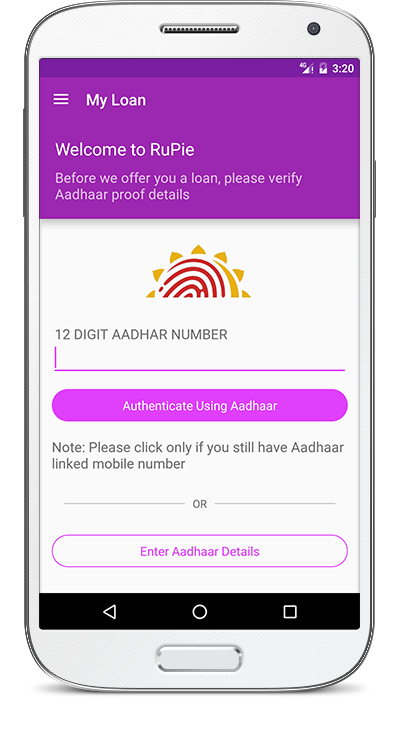 4G 3:20
My Loan
Welcome to RuPie
Before we offer you a loan, please verify
Aadhaar proof details
12 DIGIT AADHAR NUMBER
Authenticate Using Aadhaar
Note: Please click only if you still have Aadhaar
linked mobile number
OR
Enter Aadhaar Details